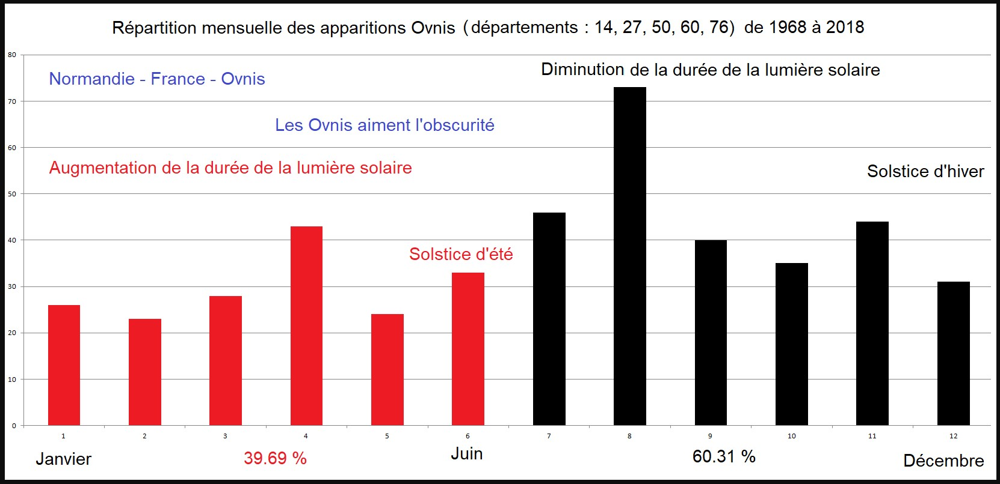 Répartition mensuelle des apparitions Ovnis (départements : 14, 27, 50, 60, 76) de 1968 à 2018
80
Normandie - France - Ovnis
Diminution de la durée de la lumière solaire
70
Les Ovnis aiment l'obscurité
60
Augmentation de la durée de la lumière solaire
Solstice d'hiver
50
40
Solstice d'été
30
20
10
0
1 2 3 4 5 6 7 8 9 10 11 12
Janvier 39.69 % Juin 60.31 % Décembre